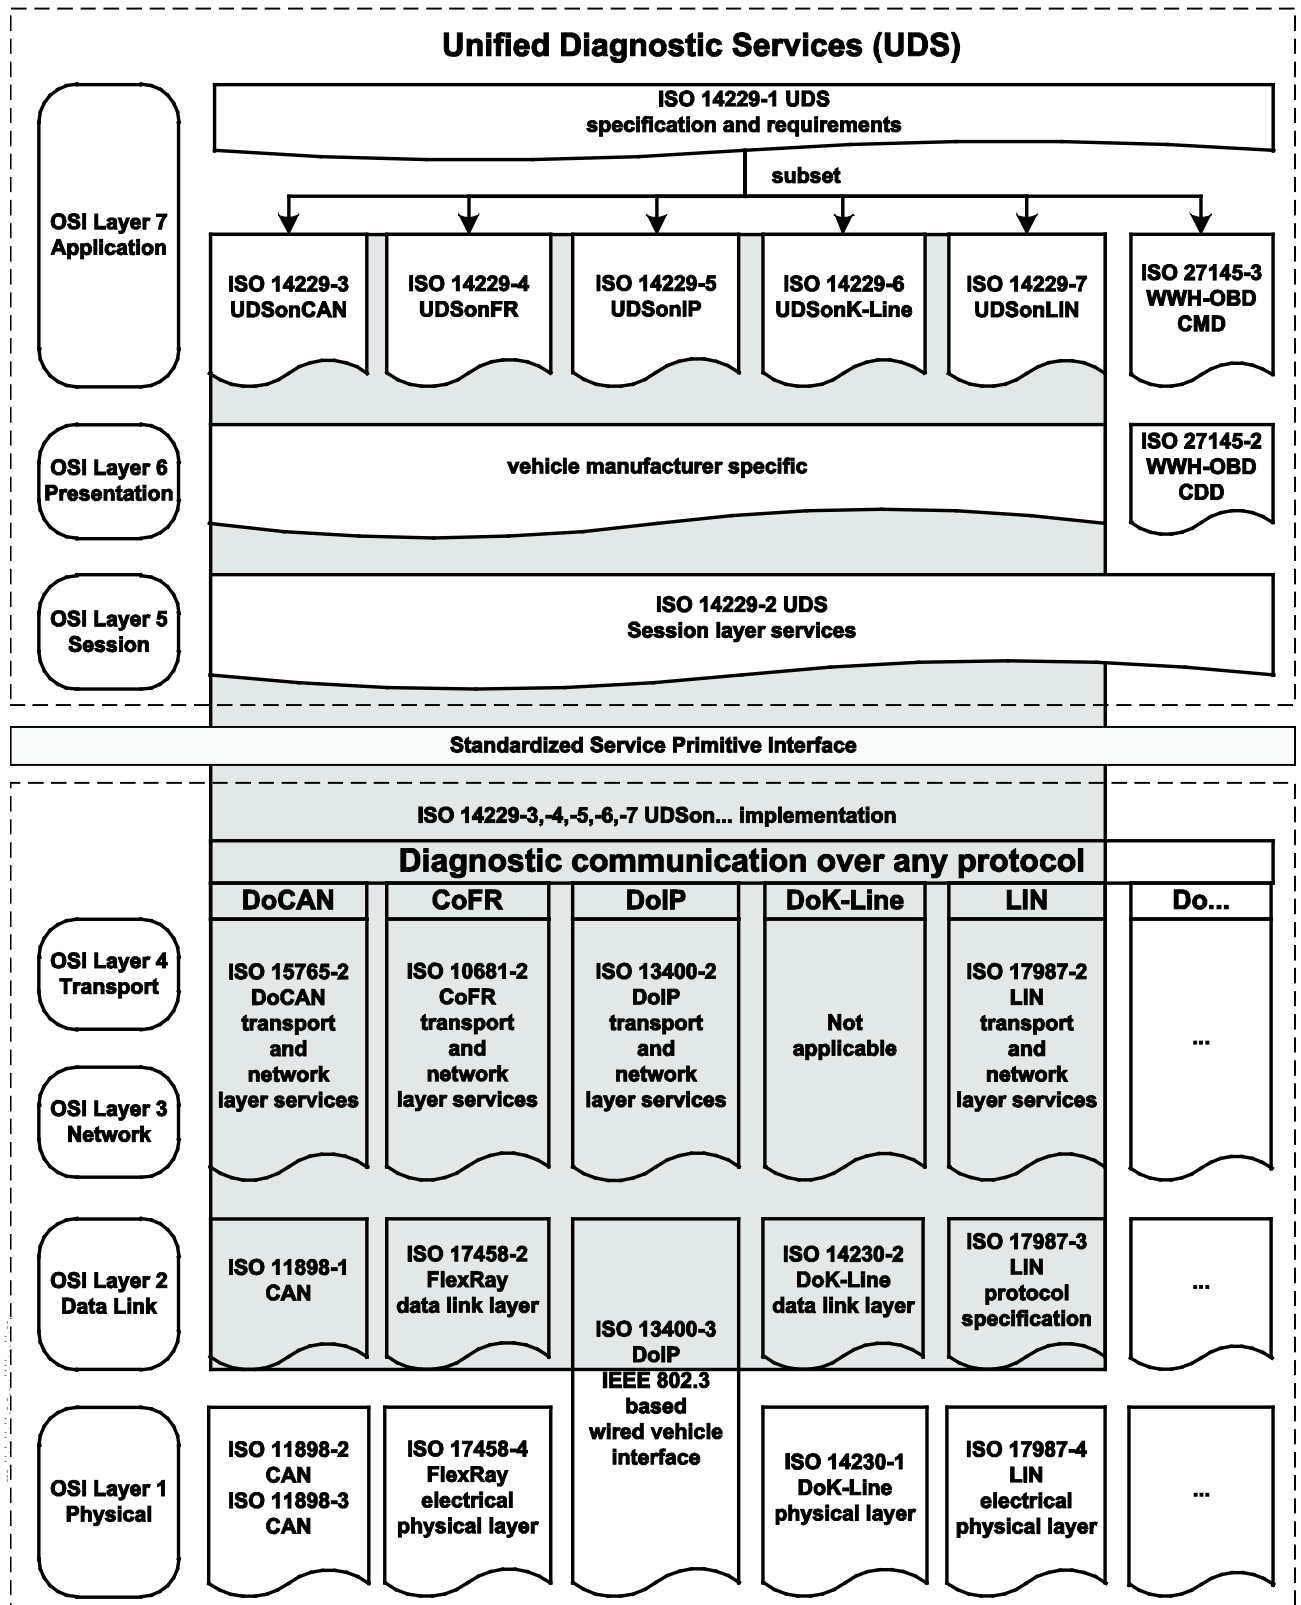 Unified Diagnostic Services (UDS)
ISO 14229-1 UDS
specification and requirements
subset
OSI Layer 7
Application
ISO 14229-3
UDSonCAN
ISO 14229-4
UDSonFR
ISO 14229-5
UDSonIP
ISO 14229-6
UDSonK-Line
ISO 14229-7
UDSonLIN
ISO 27145-3
WWH-OBD
CMD
OSI Layer 6
Presentation
vehicle manufacturer specific
ISO 27145-2
WWH-OBD
CDD
OSI Layer 5
Session
ISO 14229-2 UDS
Session layer services
Standardized Service Primitive Interface
ISO 14229-3,-4,-5,-6,-7 UDSon... implementation
Diagnostic communication over any protocol
DoCAN
CoFR
DoIP
DoK-Line
LIN
Do...
OSI Layer 4
Transport
OSI Layer 3
Network
ISO 15765-2
DoCAN
transport
and
network
layer services
ISO 10681-2
CoFR
transport
and
network
layer services
ISO 13400-2
DoIP
transport
and
network
layer services
Not
applicable
ISO 17987-2
LIN
transport
and
network
layer services
...
OSI Layer 2
Data Link
ISO 11898-1
CAN
ISO 17458-2
FlexRay
data link layer
ISO 13400-3
DoIP
IEEE 802.3
based
wired vehicle
interface
ISO 14230-2
DoK-Line
data link layer
ISO 17987-3
LIN
protocol
specification
...
OSI Layer 1
Physical
ISO 11898-2
CAN
ISO 11898-3
CAN
ISO 17458-4
FlexRay
electrical
physical layer
ISO 14230-1
DoK-Line
physical layer
ISO 17987-4
LIN
electrical
physical layer
...